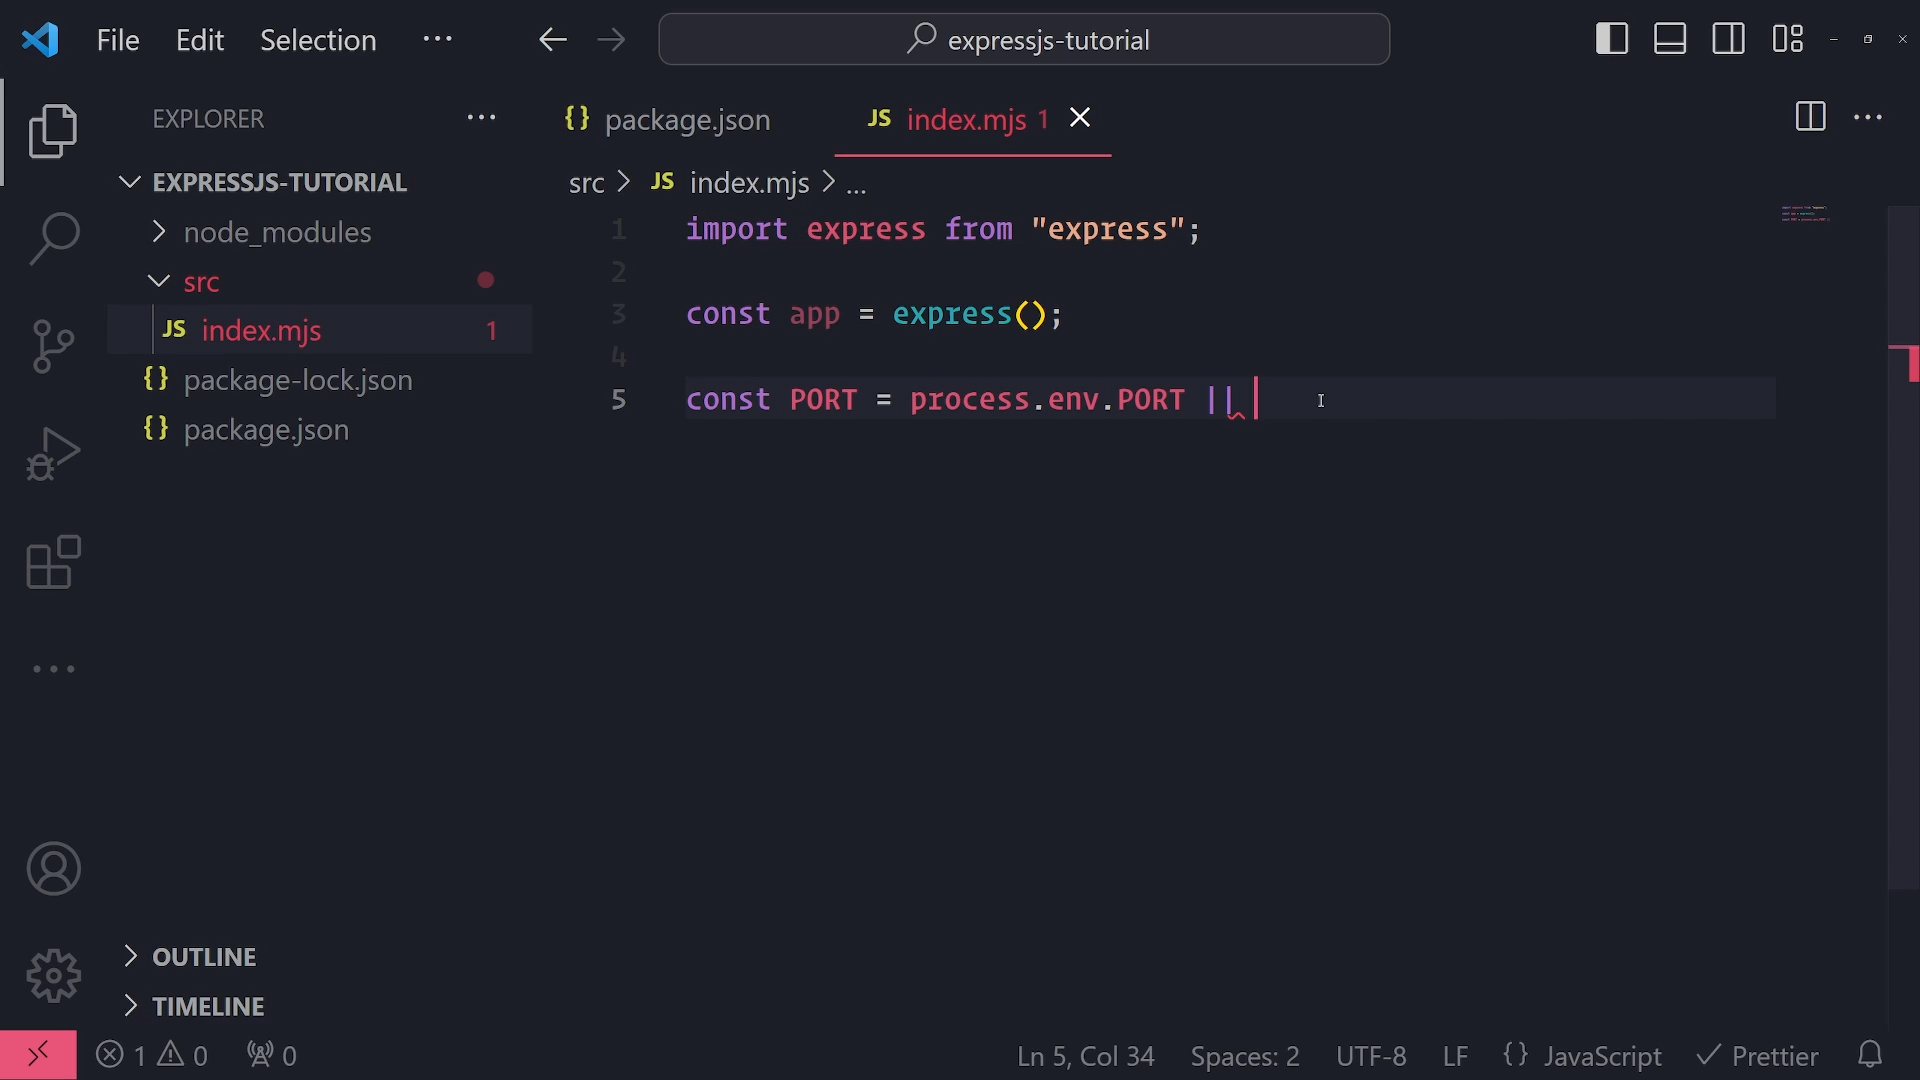 File Edit Selection ··· expressjs-tutorial
EXPLORER ···
EXPRESSJS-TUTORIAL
node_modules
src
JS index.mjs 1
{} package-lock.json
{} package.json
OUTLINE
TIMELINE
{} package.json JS index.mjs 1
src > JS index.mjs > ...
1 import express from "express";
2
3 const app = express();
4
5 const PORT = process.env.PORT ||
1 0 0 Ln 5, Col 34 Spaces: 2 UTF-8 LF {} JavaScript Prettier